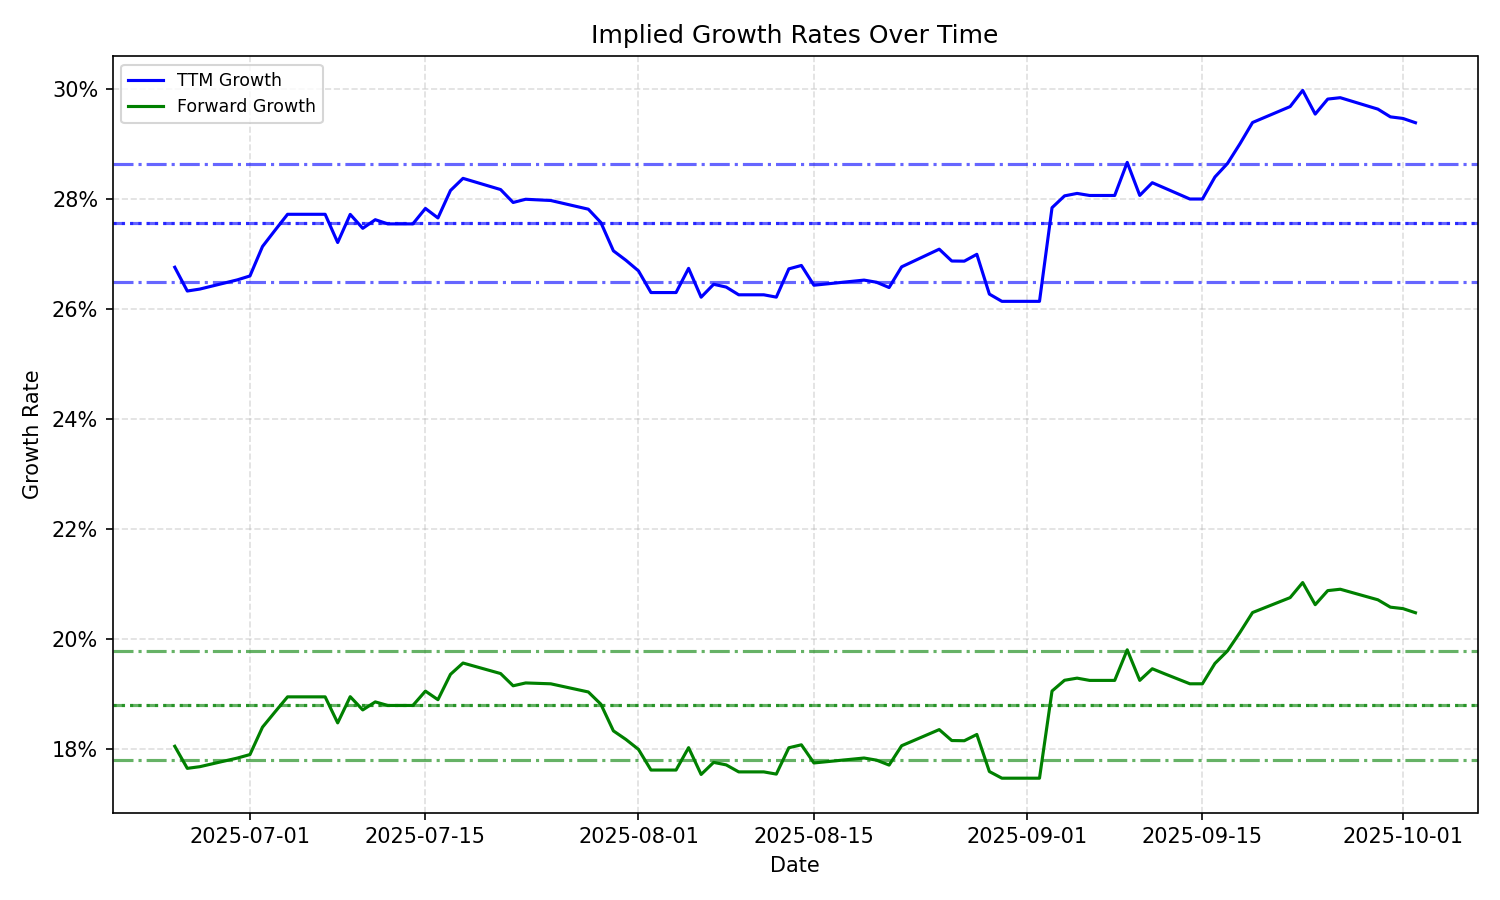 Implied Growth Rates Over Time
TTM Growth
Forward Growth
30%
28%
26%
24%
22%
20%
18%
Growth Rate
2025-07-01
2025-07-15
2025-08-01
2025-08-15
2025-09-01
2025-09-15
2025-10-01
Date